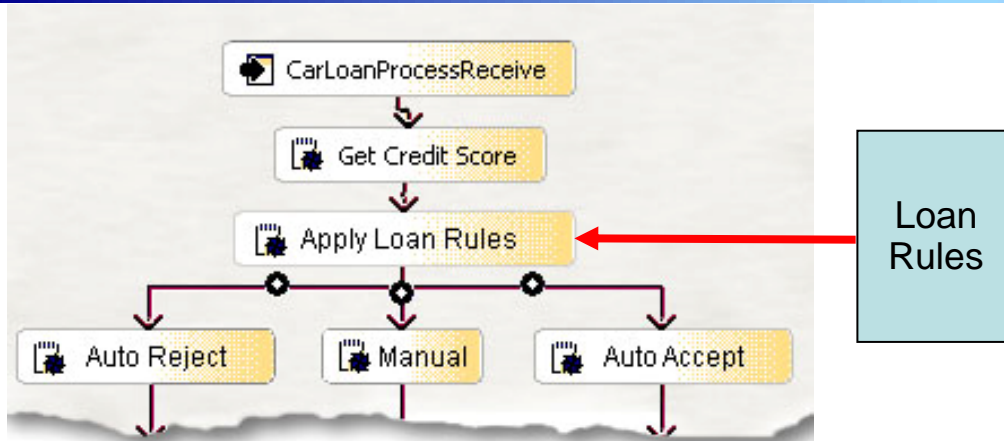 CarLoanProcessReceive
Get Credit Score
Apply Loan Rules
Loan
Rules
Auto Reject
Manual
Auto Accept